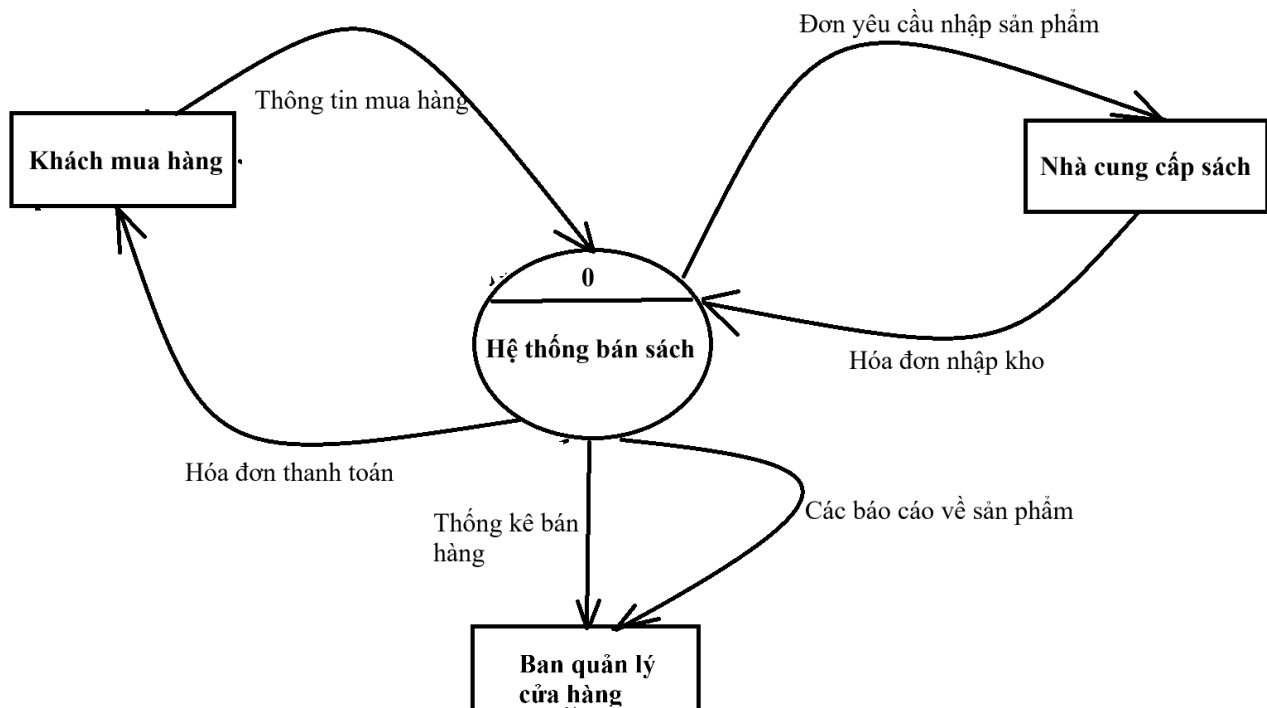 Đơn yêu cầu nhập sản phẩm
Thông tin mua hàng
Khách mua hàng
Nhà cung cấp sách
0
Hệ thống bán sách
Hóa đơn nhập kho
Hóa đơn thanh toán
Thống kê bán
hàng
Các báo cáo về sản phẩm
Ban quản lý
cửa hàng